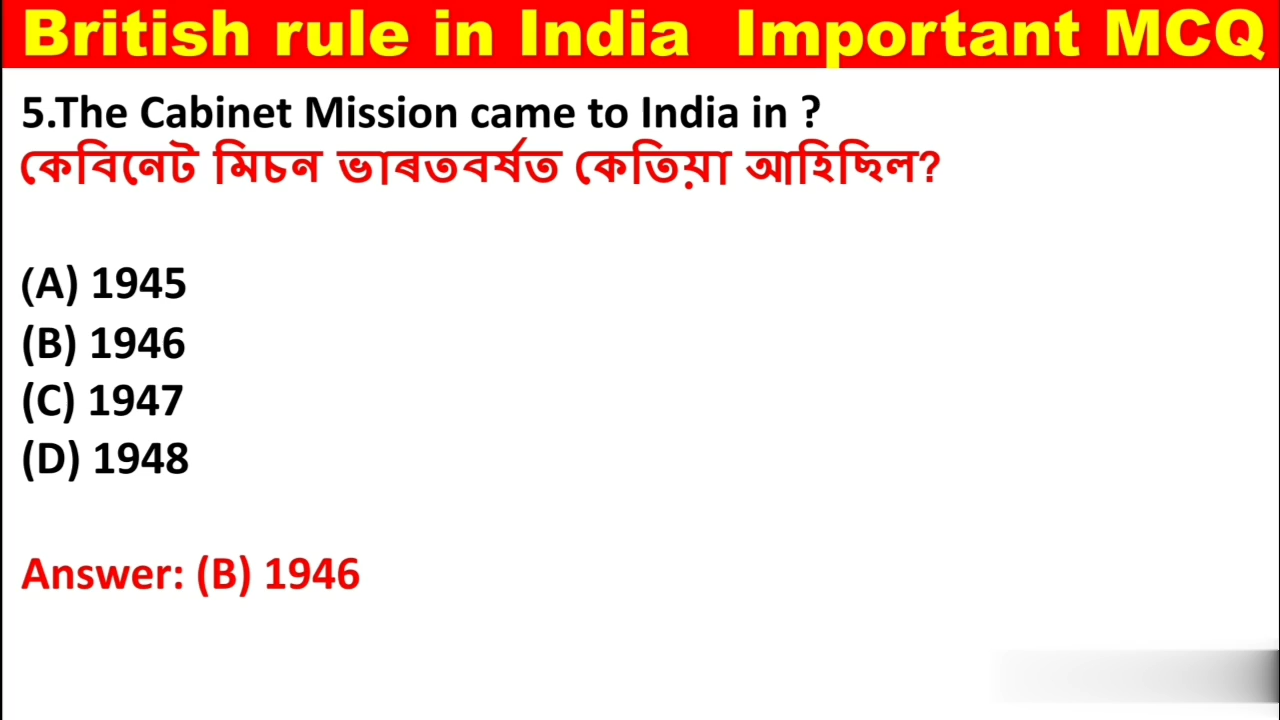 British rule in India Important MCQ
5.The Cabinet Mission came to India in ?
কেবিনেট মিচন ভাৰতবৰ্ষত কেতিয়া আহিছিল?
(A) 1945
(B) 1946
(C) 1947
(D) 1948
Answer: (B) 1946